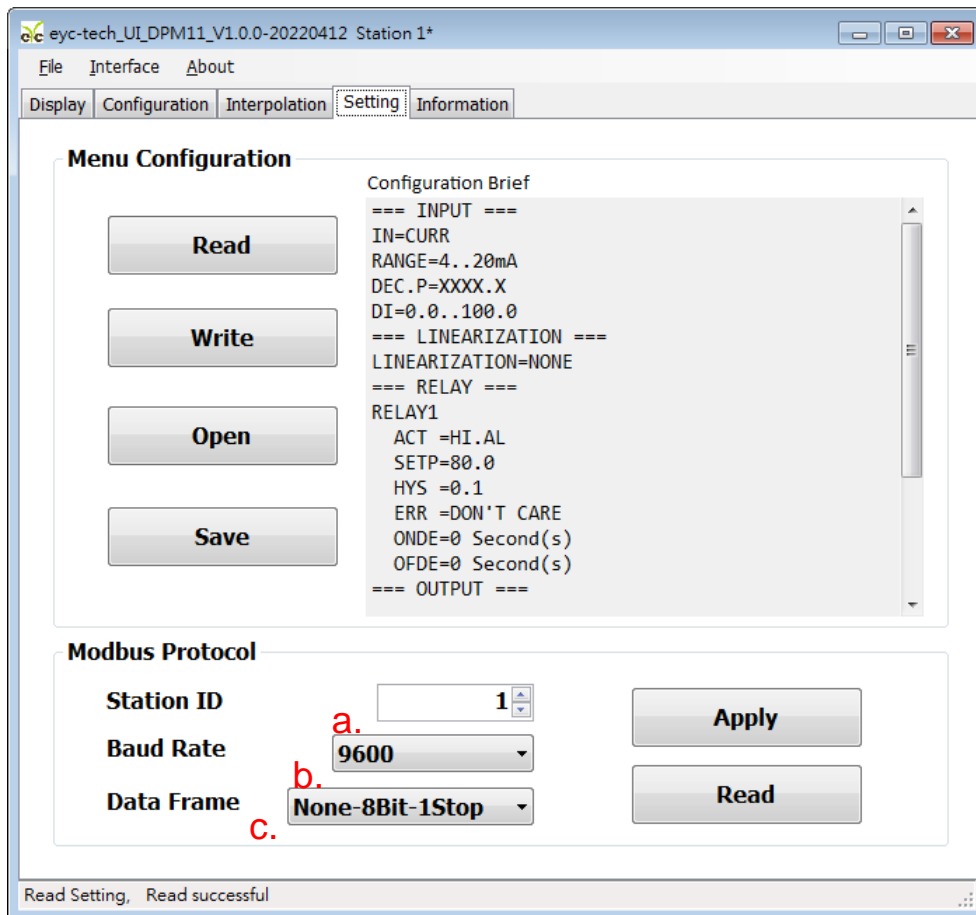 eyc-tech_UI_DPM11_V1.0.0-20220412 Station 1*
File Interface About
Display Configuration Interpolation Setting Information
Menu Configuration
Configuration Brief
Read
Write
Open
Save
=== INPUT ===
IN=CURR
RANGE=4..20mA
DEC.P=XXXX.X
DI=0.0..100.0
=== LINEARIZATION ===
LINEARIZATION=NONE
=== RELAY ===
RELAY1
  ACT =HI.AL
  SETP=80.0
  HYS =0.1
  ERR =DON'T CARE
  ONDE=0 Second(s)
  OFDE=0 Second(s)
=== OUTPUT ===
Modbus Protocol
Station ID 1
a.
Baud Rate 9600
b.
Data Frame None-8Bit-1Stop
c.
Apply
Read
Read Setting, Read successful